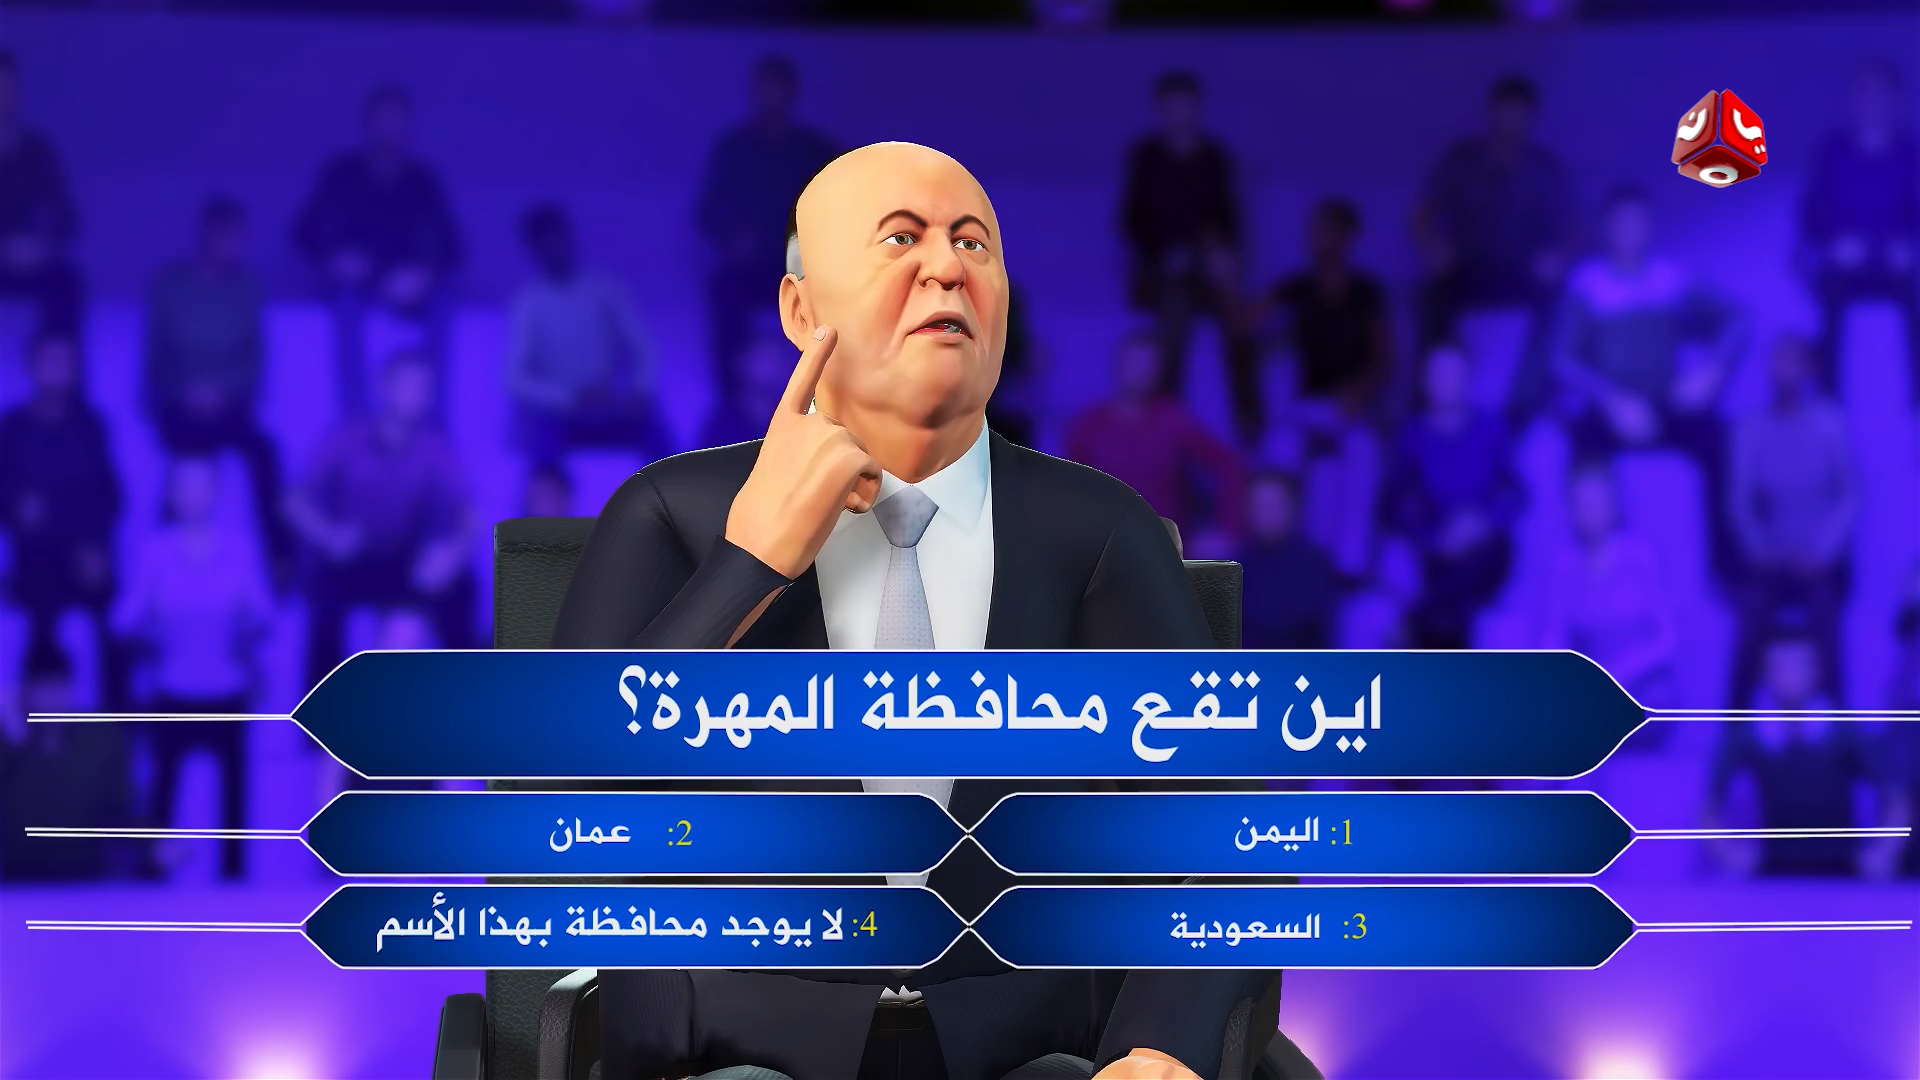 اين تقع محافظة المهرة؟
1: اليمن
2: عمان
3: السعودية
4: لا يوجد محافظة بهذا الأسم